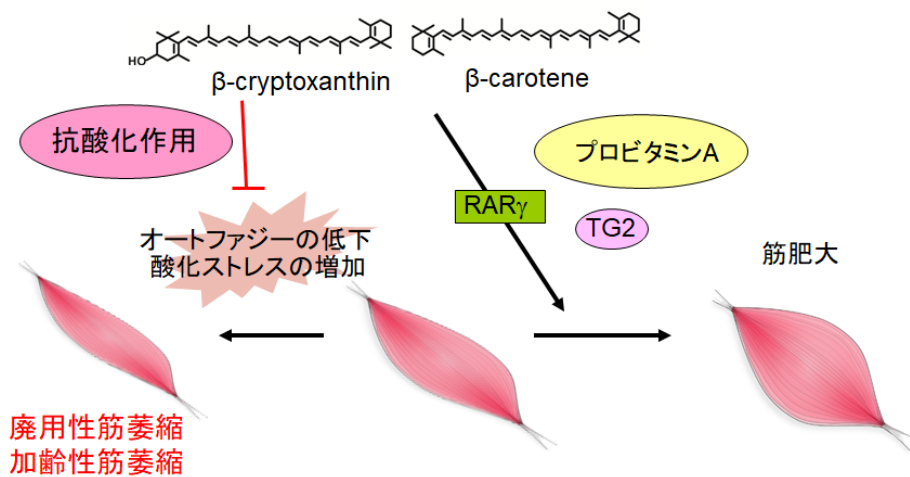 HO
β-cryptoxanthin
β-carotene
抗酸化作用
プロビタミンA
RARγ
TG2
オートファジーの低下
酸化ストレスの増加
筋肥大
廃用性筋萎縮
加齢性筋萎縮